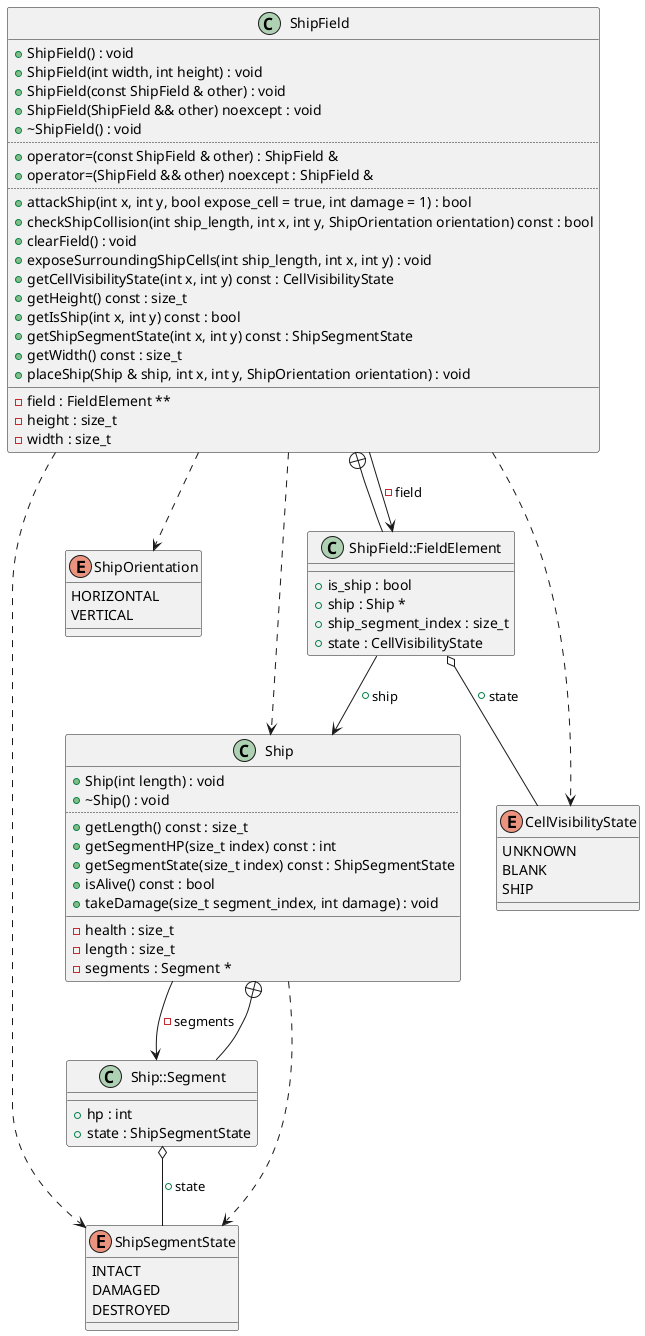 C ShipField
ShipField() : void
ShipField(int width, int height) : void
ShipField(const ShipField & other) : void
ShipField(ShipField && other) noexcept : void
~ShipField() : void
operator=(const ShipField & other) : ShipField &
operator=(ShipField && other) noexcept : ShipField &
attackShip(int x, int y, bool expose_cell = true, int damage = 1) : bool
checkShipCollision(int ship_length, int x, int y, ShipOrientation orientation) const : bool
clearField() : void
exposeSurroundingShipCells(int ship_length, int x, int y) : void
getCellVisibilityState(int x, int y) const : CellVisibilityState
getHeight() const : size_t
getIsShip(int x, int y) const : bool
getShipSegmentState(int x, int y) const : ShipSegmentState
getWidth() const : size_t
placeShip(Ship & ship, int x, int y, ShipOrientation orientation) : void
field : FieldElement **
height : size_t
width : size_t
field
E ShipOrientation
HORIZONTAL
VERTICAL
C ShipField::FieldElement
is_ship : bool
ship : Ship *
ship_segment_index : size_t
state : CellVisibilityState
ship
state
C Ship
Ship(int length) : void
~Ship() : void
getLength() const : size_t
getSegmentHP(size_t index) const : int
getSegmentState(size_t index) const : ShipSegmentState
isAlive() const : bool
takeDamage(size_t segment_index, int damage) : void
health : size_t
length : size_t
segments : Segment *
E CellVisibilityState
UNKNOWN
BLANK
SHIP
segments
C Ship::Segment
hp : int
state : ShipSegmentState
state
E ShipSegmentState
INTACT
DAMAGED
DESTROYED